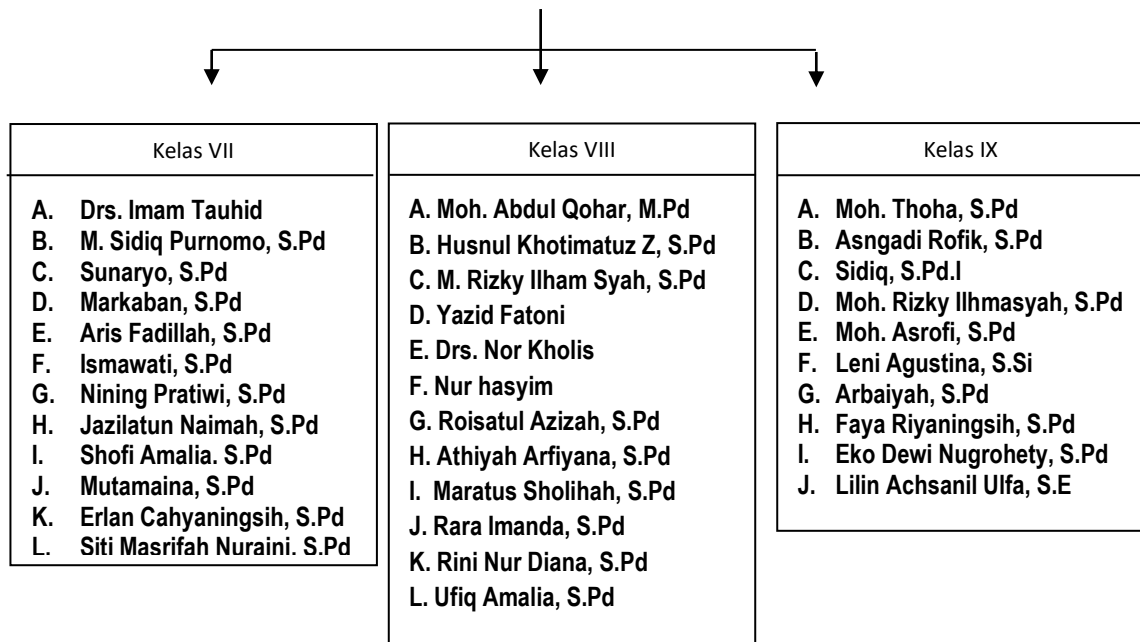 Kelas VII
A. Drs. Imam Tauhid
B. M. Sidiq Purnomo, S.Pd
C. Sunaryo, S.Pd
D. Markaban, S.Pd
E. Aris Fadillah, S.Pd
F. Ismawati, S.Pd
G. Nining Pratiwi, S.Pd
H. Jazilatun Naimah, S.Pd
I. Shofi Amalia. S.Pd
J. Mutamaina, S.Pd
K. Erlan Cahyaningsih, S.Pd
L. Siti Masrifah Nuraini, S.Pd
Kelas VIII
A. Moh. Abdul Qohar, M.Pd
B. Husnul Khotimatuz Z, S.Pd
C. M. Rizky Ilham Syah, S.Pd
D. Yazid Fatoni
E. Drs. Nor Kholis
F. Nur hasyim
G. Roisatul Azizah, S.Pd
H. Athiyah Arfiyana, S.Pd
I. Maratus Sholihah, S.Pd
J. Rara Imanda, S.Pd
K. Rini Nur Diana, S.Pd
L. Ufiq Amalia, S.Pd
Kelas IX
A. Moh. Thoha, S.Pd
B. Asngadi Rofik, S.Pd
C. Sidiq, S.Pd.I
D. Moh. Rizky Ilhmasyah, S.Pd
E. Moh. Asrofi, S.Pd
F. Leni Agustina, S.Si
G. Arbaiyah, S.Pd
H. Faya Riyaningsih, S.Pd
I. Eko Dewi Nugrohety, S.Pd
J. Lilin Achsanil Ulfa, S.E